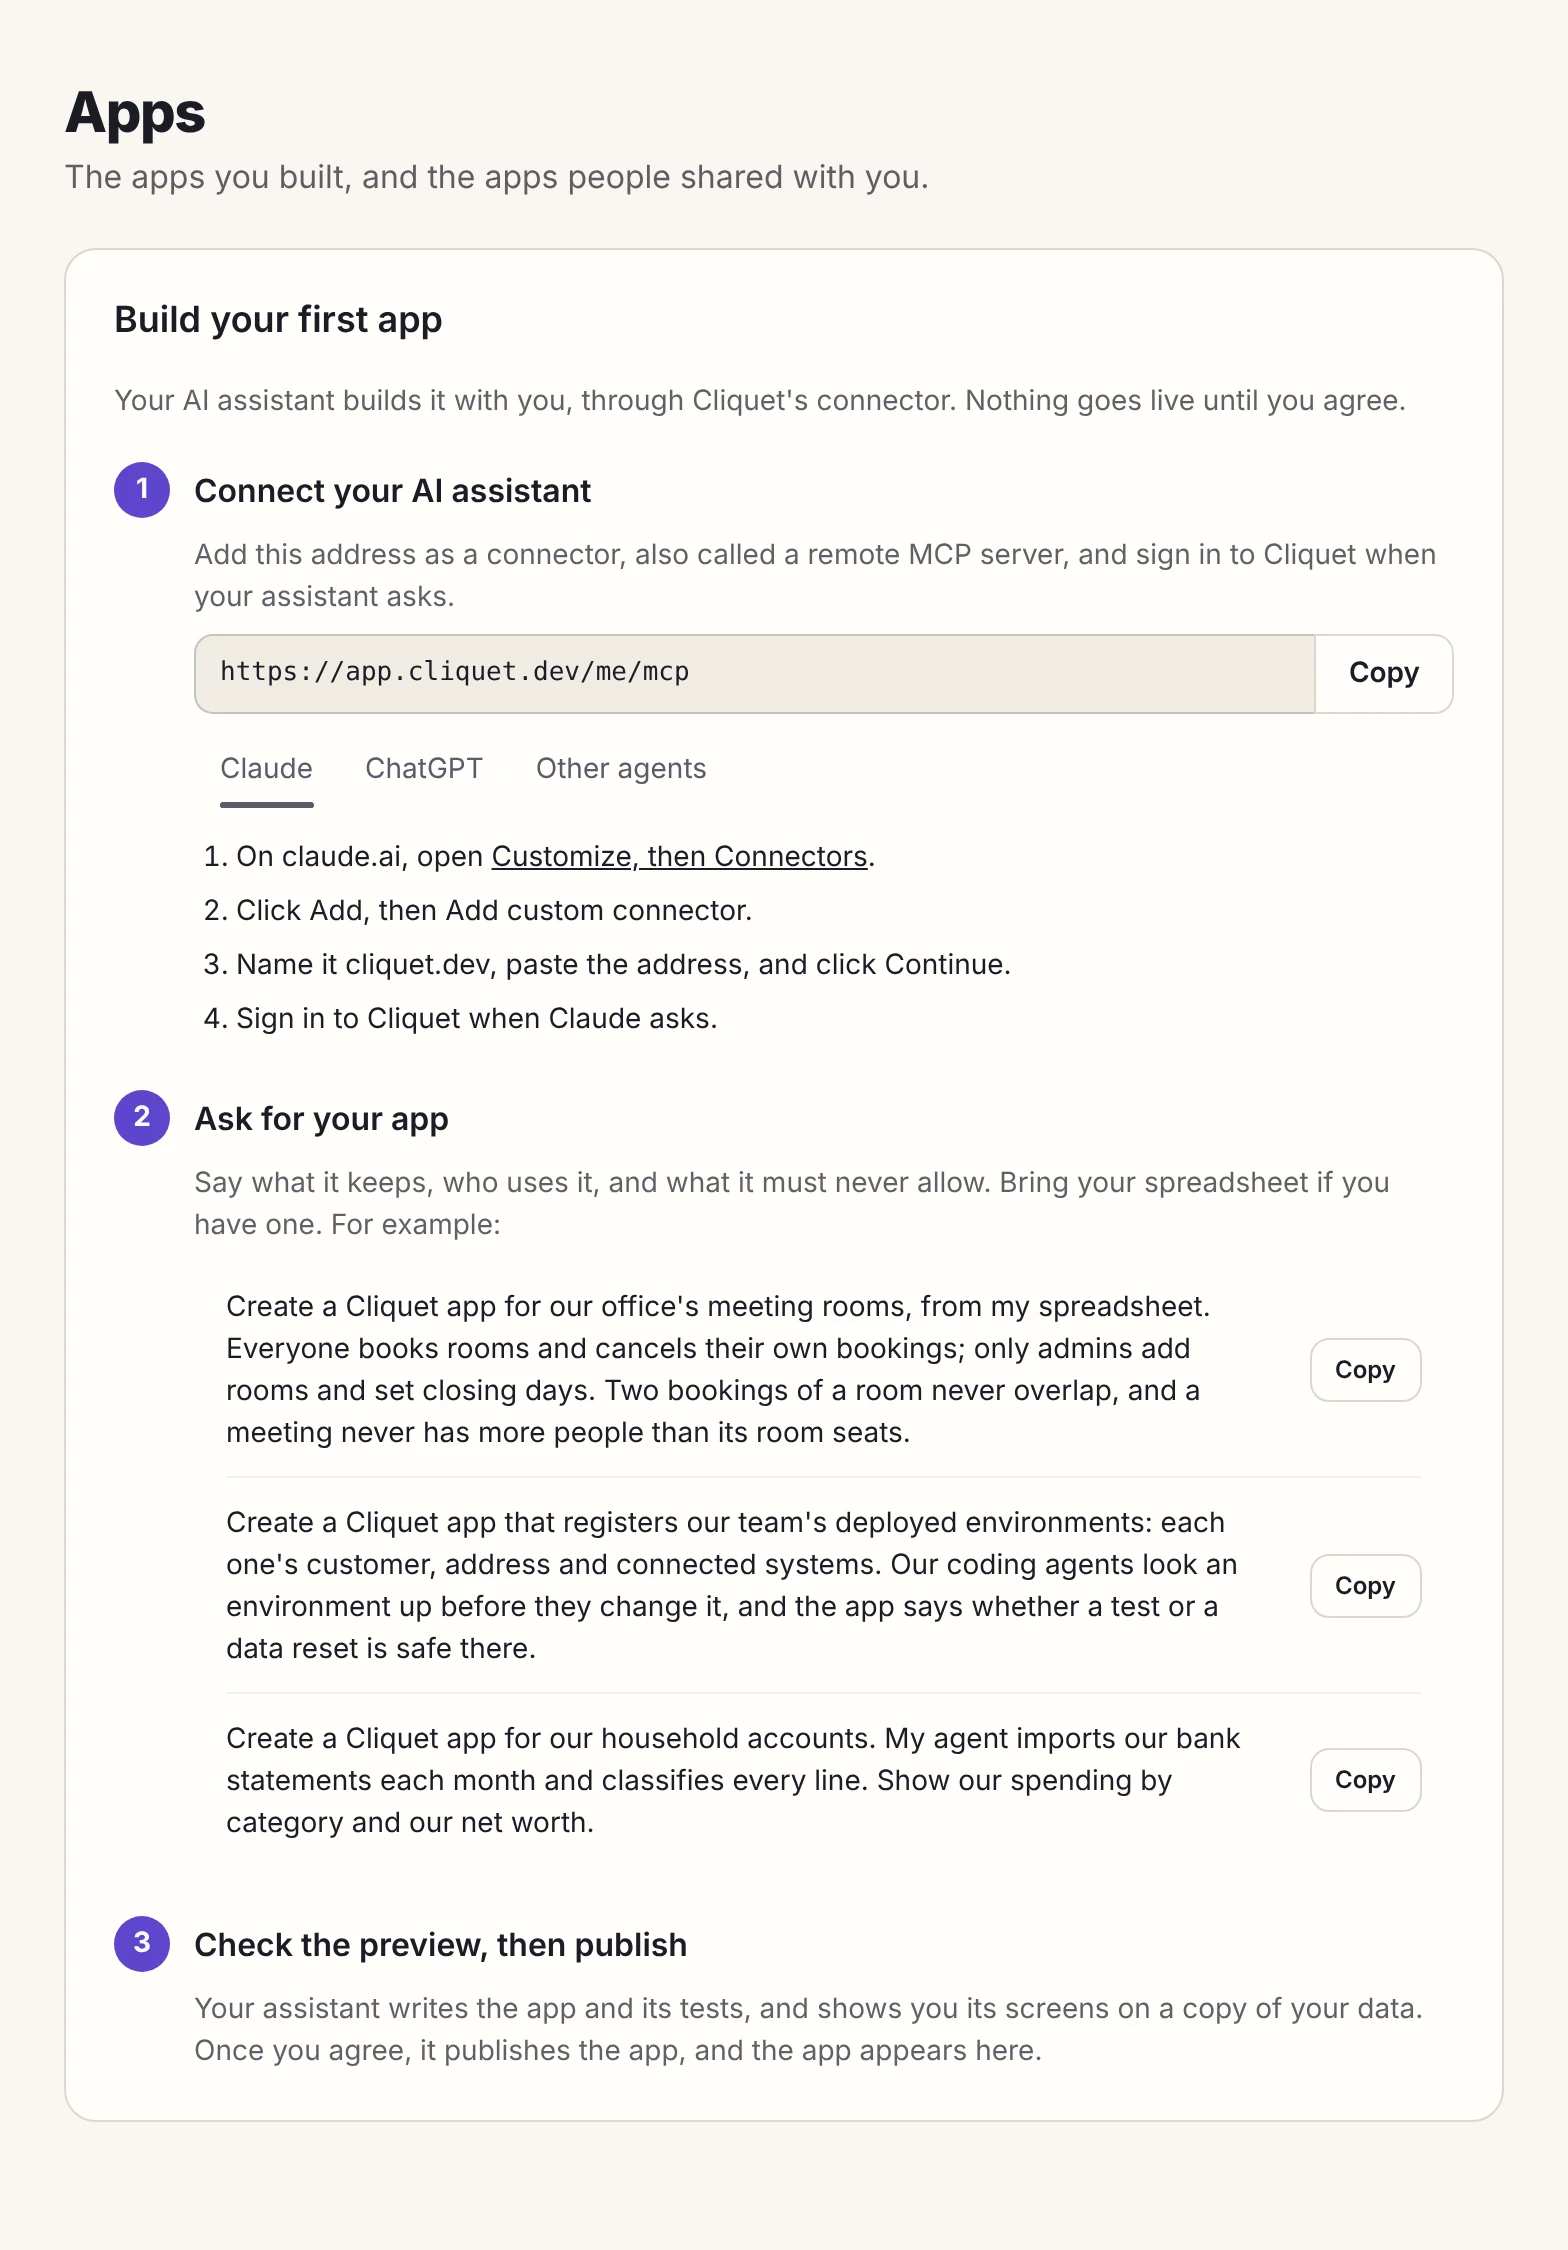 Apps
The apps you built, and the apps people shared with you.
Build your first app
Your AI assistant builds it with you, through Cliquet's connector. Nothing goes live until you agree.
1 Connect your AI assistant
Add this address as a connector, also called a remote MCP server, and sign in to Cliquet when
your assistant asks.
https://app.cliquet.dev/me/mcp Copy
Claude ChatGPT Other agents
1. On claude.ai, open Customize, then Connectors.
2. Click Add, then Add custom connector.
3. Name it cliquet.dev, paste the address, and click Continue.
4. Sign in to Cliquet when Claude asks.
2 Ask for your app
Say what it keeps, who uses it, and what it must never allow. Bring your spreadsheet if you
have one. For example:
Create a Cliquet app for our office's meeting rooms, from my spreadsheet.
Everyone books rooms and cancels their own bookings; only admins add
rooms and set closing days. Two bookings of a room never overlap, and a
meeting never has more people than its room seats.
Copy
Create a Cliquet app that registers our team's deployed environments: each
one's customer, address and connected systems. Our coding agents look an
environment up before they change it, and the app says whether a test or a
data reset is safe there.
Copy
Create a Cliquet app for our household accounts. My agent imports our bank
statements each month and classifies every line. Show our spending by
category and our net worth.
Copy
3 Check the preview, then publish
Your assistant writes the app and its tests, and shows you its screens on a copy of your data.
Once you agree, it publishes the app, and the app appears here.